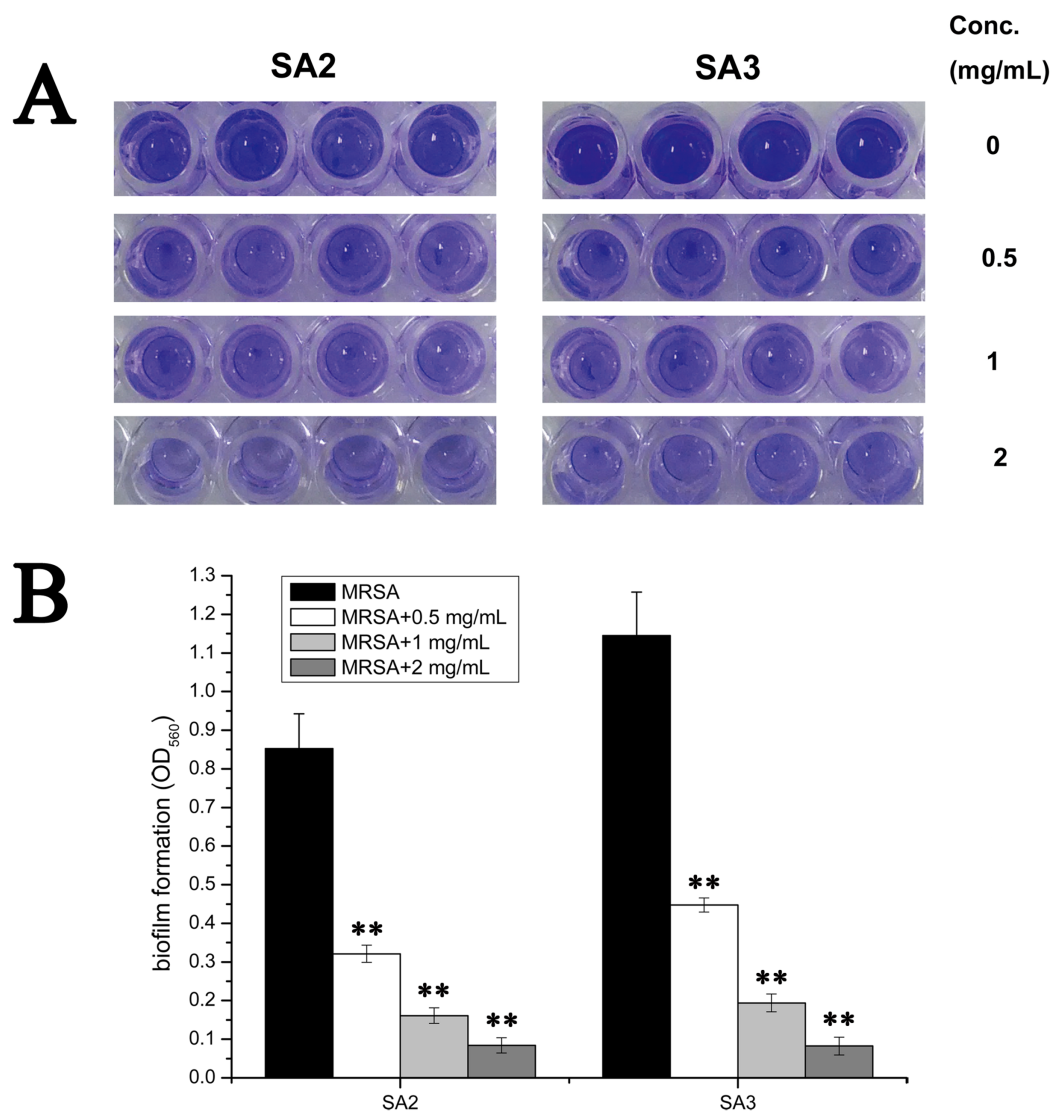 Conc.
(mg/mL)
A
SA2
SA3
0
0.5
1
2
B
1.3
1.2
1.1
1.0
0.9
0.8
0.7
0.6
0.5
0.4
0.3
0.2
0.1
0.0
biofilm formation (OD560)
MRSA
MRSA+0.5 mg/mL
MRSA+1 mg/mL
MRSA+2 mg/mL
**
**
**
**
**
**
SA2
SA3